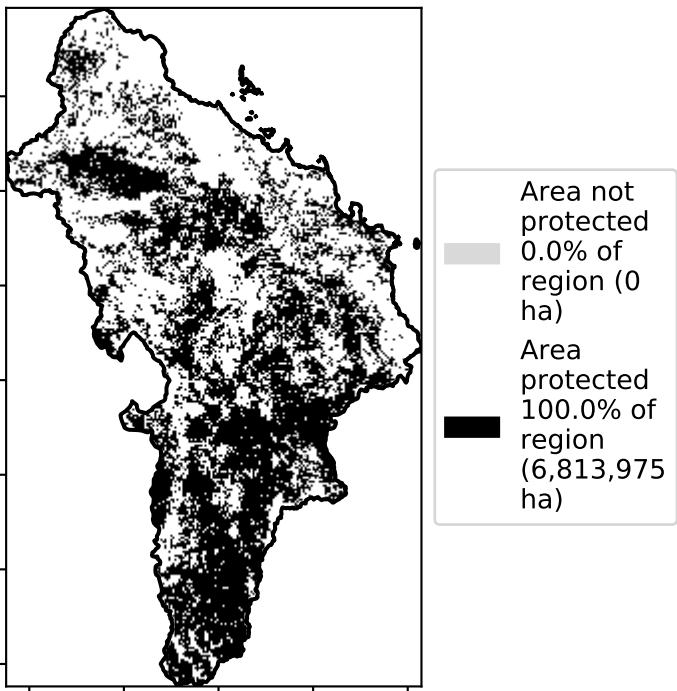 Area not
protected
0.0% of
region (0
ha)
Area
protected
100.0% of
region
(6,813,975
ha)